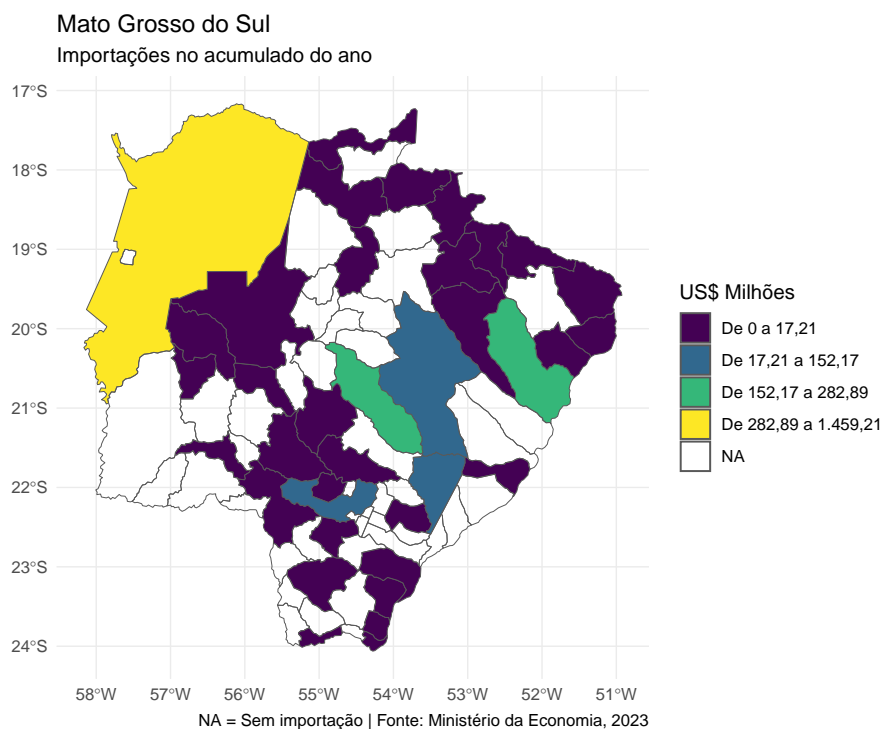 Mato Grosso do Sul
Importações no acumulado do ano
17°S
18°S
19°S
20°S
21°S
22°S
23°S
24°S
58°W 57°W 56°W 55°W 54°W 53°W 52°W 51°W
US$ Milhões
De 0 a 17,21
De 17,21 a 152,17
De 152,17 a 282,89
De 282,89 a 1.459,21
NA
NA = Sem importação | Fonte: Ministério da Economia, 2023